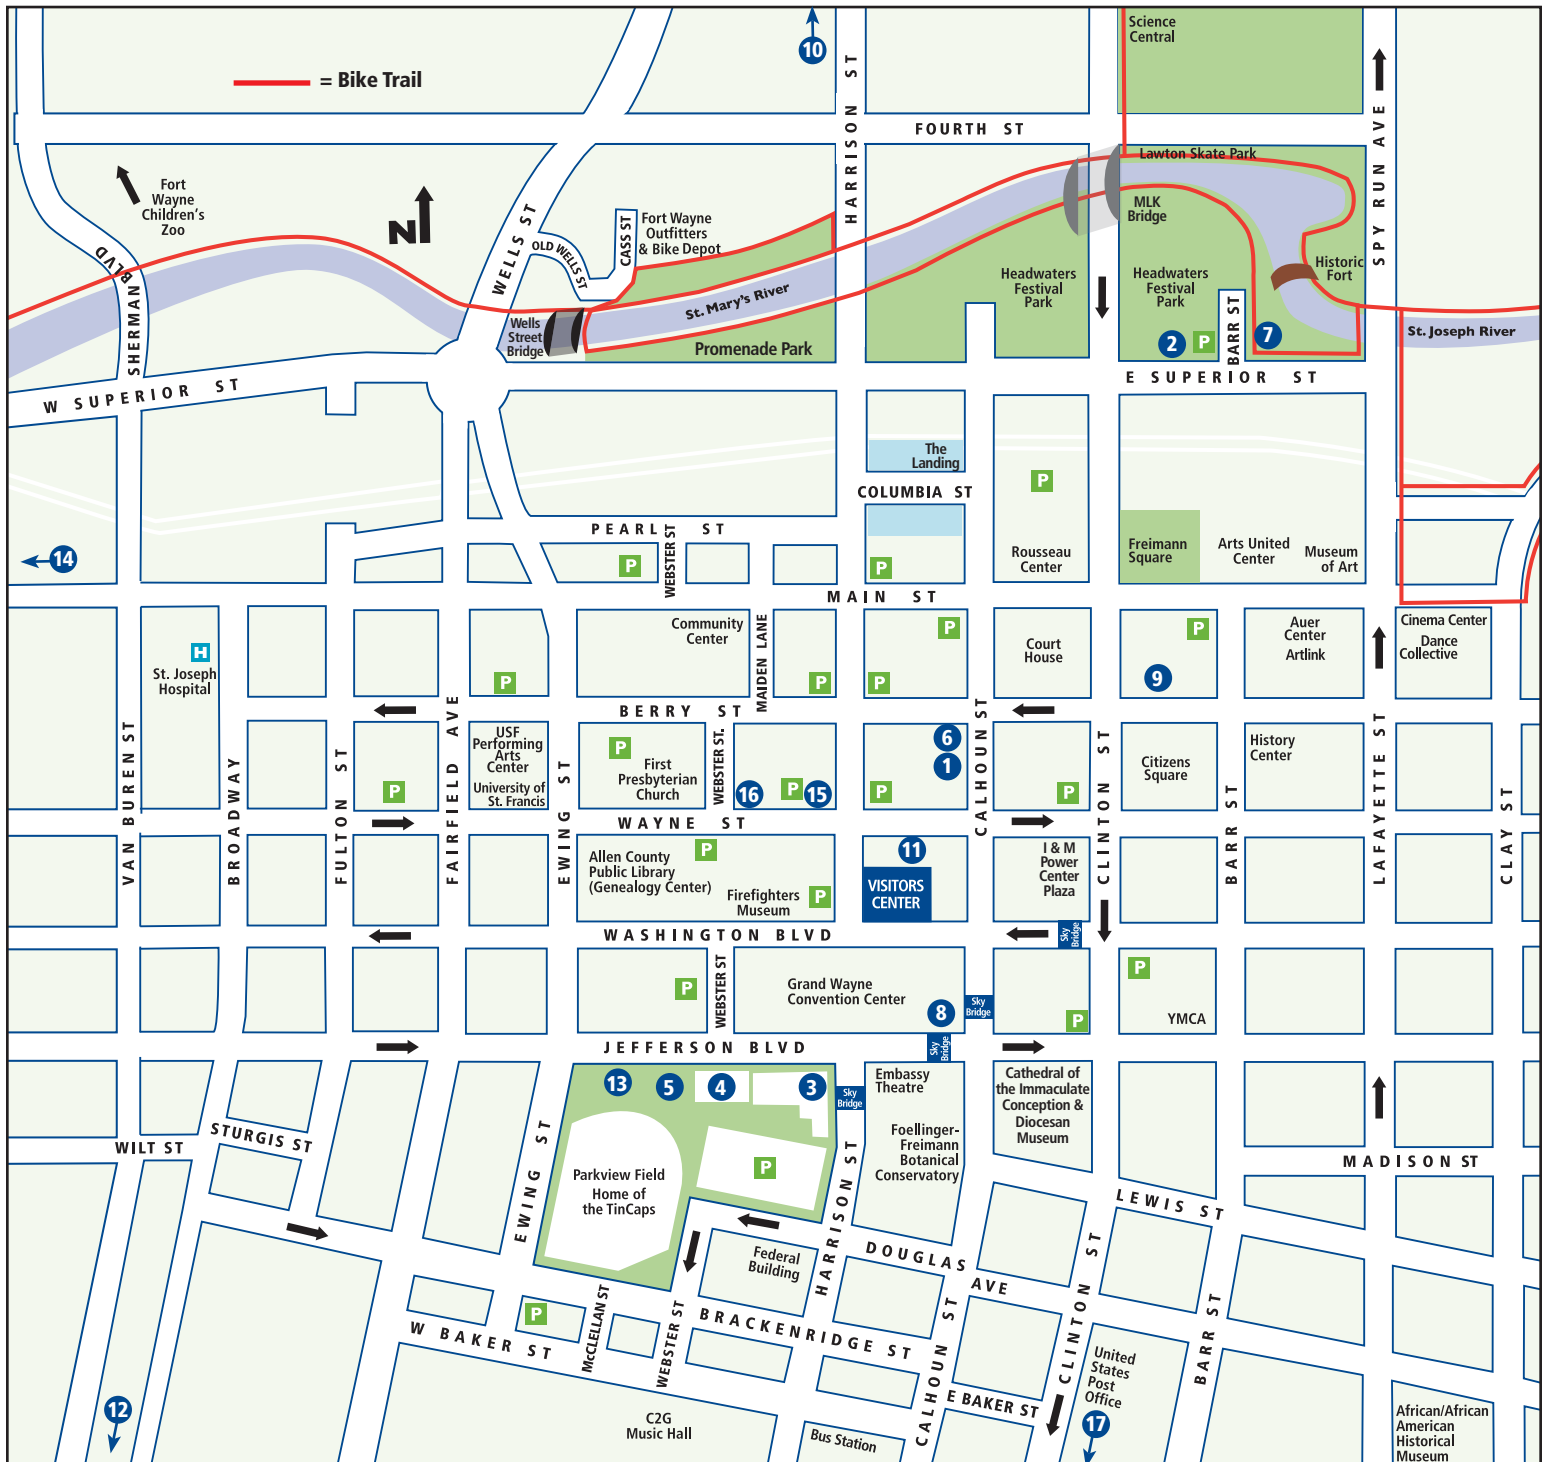 10
Science
Central
= Bike Trail
HARRISON ST
FOURTH ST
SPY RUN AVE
Lawton Skate Park
Fort
Wayne
Children's
Zoo
N
WELLS ST
OLD WELLS ST
CASS ST
Fort Wayne
Outfitters
& Bike Depot
MLK
Bridge
SHERMAN BLVD
Headwaters
Festival
Park
Headwaters
Festival
Park
Historic
Fort
St. Mary's River
Wells
Street
Bridge
Promenade Park
2
P
BARR ST
7
St. Joseph River
W SUPERIOR ST
E SUPERIOR ST
The
Landing
P
COLUMBIA ST
PEARL ST
WEBSTER ST
14
P
P
Rousseau
Center
Freimann
Square
Arts United
Center
Museum
of Art
MAIN ST
H
St. Joseph
Hospital
P
Community
Center
MAIDEN LANE
P
P
P
Court
House
P
9
Auer
Center
Artlink
Cinema Center
Dance
Collective
BERRY ST
VAN BUREN ST
BROADWAY
FULTON ST
FAIRFIELD AVE
EWING ST
USF
Performing
Arts
Center
University of
St. Francis
P
P
First
Presbyterian
Church
WEBSTER ST.
16
P
15
6
1
P
CALHOUN ST
P
CLINTON ST
Citizens
Square
History
Center
BARR ST
LAFAYETTE ST
CLAY ST
WAYNE ST
Allen County
Public Library
(Genealogy Center)
P
Firefighters
Museum
P
11
VISITORS
CENTER
I & M
Power
Center
Plaza
WASHINGTON BLVD
Sky
Bridge
P
WEBSTER ST
Grand Wayne
Convention Center
8
Sky
Bridge
P
P
YMCA
JEFFERSON BLVD
Sky
Bridge
13
5
4
3
Sky
Bridge
Embassy
Theatre
Foellinger-
Freimann
Botanical
Conservatory
Cathedral of
the Immaculate
Conception &
Diocesan
Museum
WILT ST
STURGIS ST
EWING ST
Parkview Field
Home of
the TinCaps
P
HARRISON ST
MADISON ST
LEWIS ST
Federal
Building
DOUGLAS AVE
CLINTON ST
BARR ST
P
W BAKER ST
McCLELLAN ST
WEBSTER ST
BRACKENRIDGE ST
CALHOUN ST
E BAKER ST
United
States
Post
Office
17
12
C2G
Music Hall
Bus Station
African/African
American
Historical
Museum